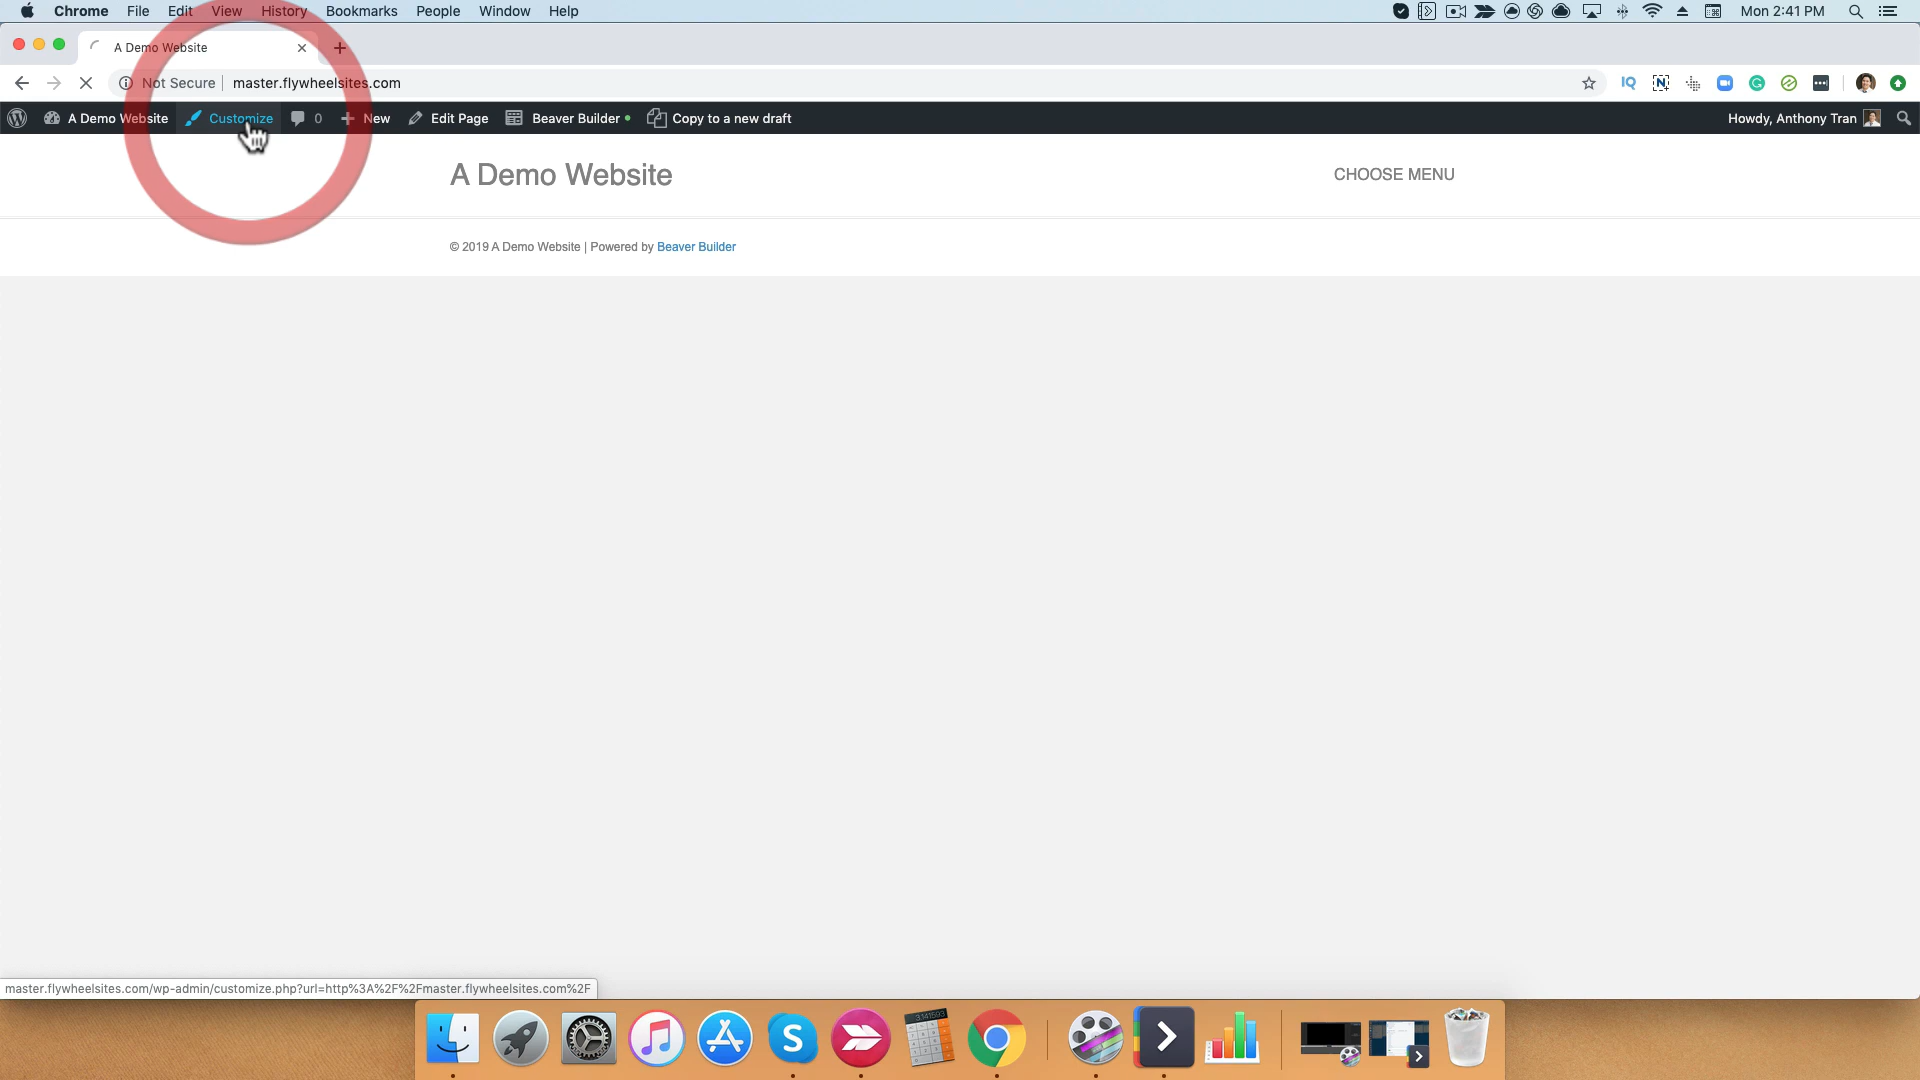 Chrome File Edit View History Bookmarks People Window Help Mon 2:41 PM
A Demo Website
Not Secure master.flywheelsites.com IQ
A Demo Website Customize 0 New Edit Page Beaver Builder Copy to a new draft Howdy, Anthony Tran
A Demo Website CHOOSE MENU
© 2019 A Demo Website | Powered by Beaver Builder
master.flywheelsites.com/wp-admin/customize.php?url=http%3A%2F%2Fmaster.flywheelsites.com%2F